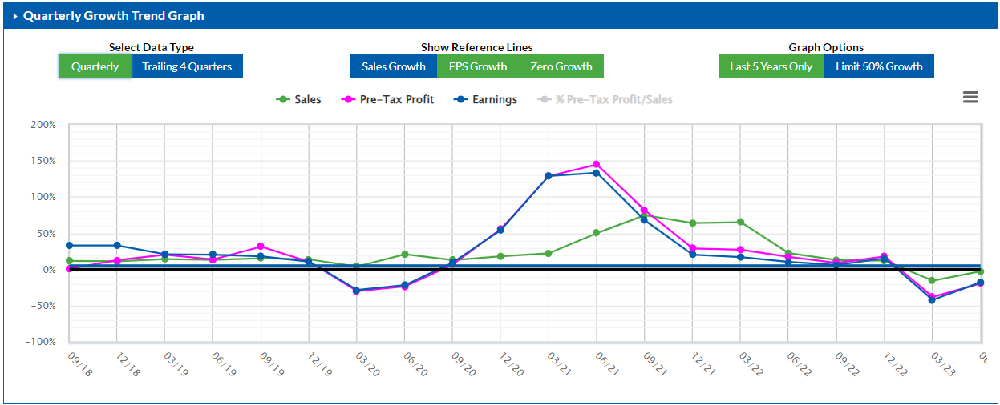 Quarterly Growth Trend Graph
Select Data Type Show Reference Lines Graph Options
Quarterly Trailing 4 Quarters Sales Growth EPS Growth Zero Growth Last 5 Years Only Limit 50% Growth
Sales Pre-Tax Profit Earnings % Pre-Tax Profit/Sales
200%
150%
100%
50%
0%
-50%
-100%
09/18 12/18 03/19 06/19 09/19 12/19 03/20 06/20 09/20 12/20 03/21 06/21 09/21 12/21 03/22 06/22 09/22 12/22 03/23